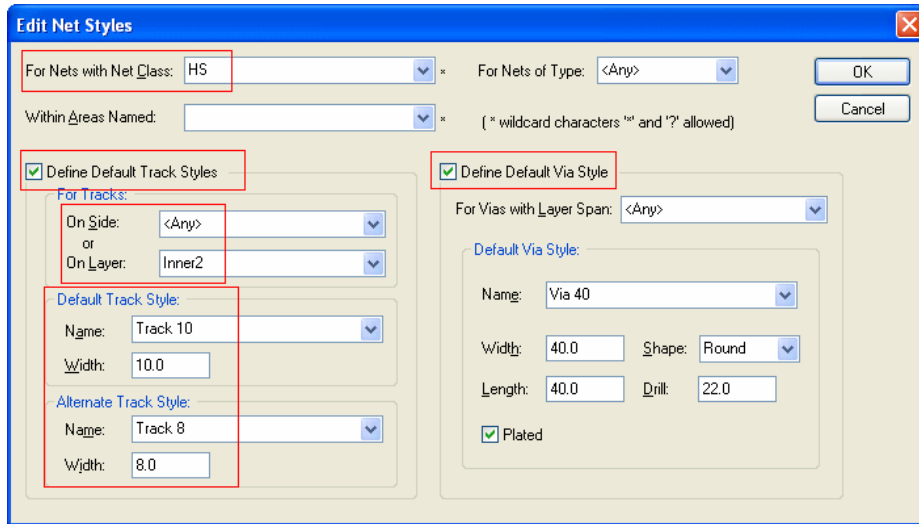 Edit Net Styles
For Nets with Net Class: HS * For Nets of Type: <Any> OK
Within Areas Named: * ( * wildcard characters '*' and '?' allowed) Cancel
Define Default Track Styles
For Tracks:
On Side: <Any>
or
On Layer: Inner2
Default Track Style:
Name: Track 10
Width: 10.0
Alternate Track Style:
Name: Track 8
Width: 8.0
Define Default Via Style
For Vias with Layer Span: <Any>
Default Via Style:
Name: Via 40
Width: 40.0 Shape: Round
Length: 40.0 Drill: 22.0
Plated